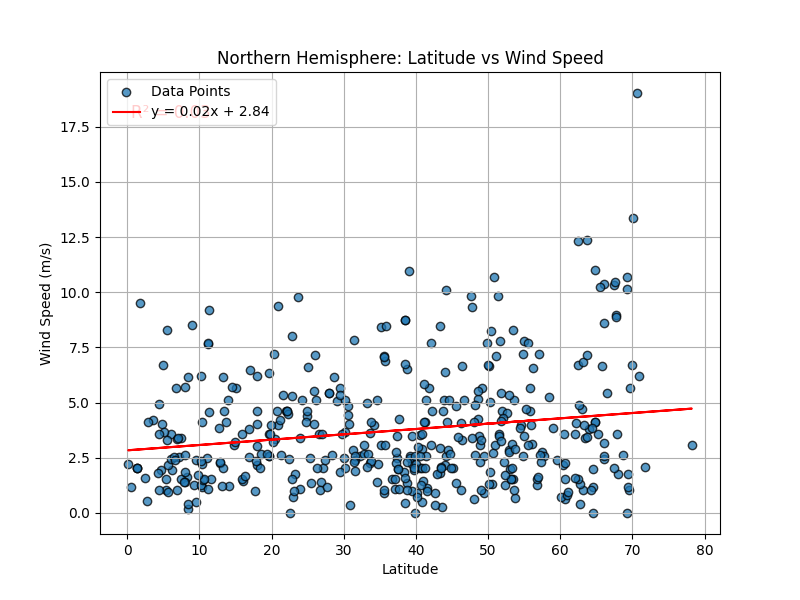 Northern Hemisphere: Latitude vs Wind Speed
Data Points
y = 0.02x + 2.84
R² =
Wind Speed (m/s)
17.5
15.0
12.5
10.0
7.5
5.0
2.5
0.0
0 10 20 30 40 50 60 70 80
Latitude